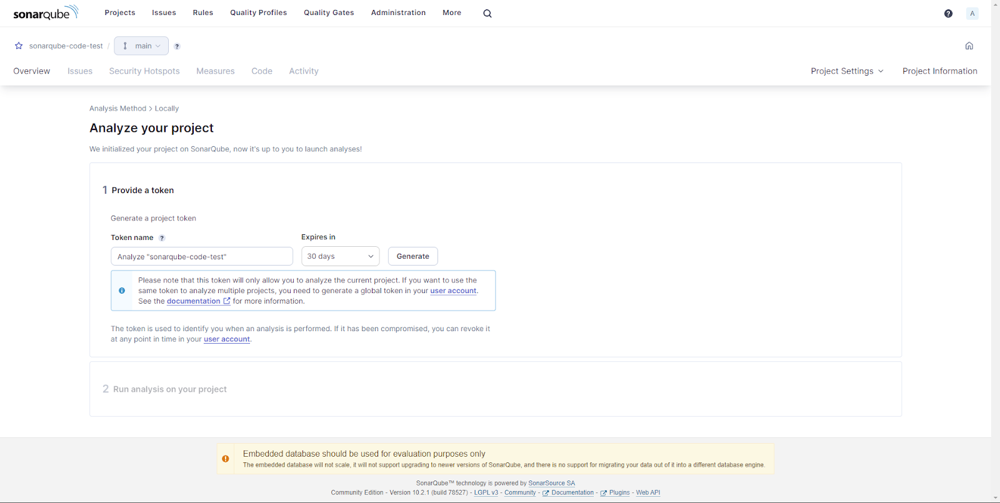 sonarqube Projects Issues Rules Quality Profiles Quality Gates Administration More ? A
sonarqube-code-test / main ?
Overview Issues Security Hotspots Measures Code Activity Project Settings Project Information
Analysis Method > Locally
Analyze your project
We initialized your project on SonarQube, now it's up to you to launch analyses!
1 Provide a token
Generate a project token
Token name ? Expires in
Analyze "sonarqube-code-test" 30 days Generate
Please note that this token will only allow you to analyze the current project. If you want to use the
same token to analyze multiple projects, you need to generate a global token in your user account.
See the documentation for more information.
The token is used to identify you when an analysis is performed. If it has been compromised, you can revoke it
at any point in time in your user account.
2 Run analysis on your project
Embedded database should be used for evaluation purposes only
The embedded database will not scale, it will not support upgrading to newer versions of SonarQube, and there is no support for migrating your data out of it into a different database engine.
SonarQube™ technology is powered by SonarSource SA
Community Edition - Version 10.2.1 (build 78527) - LGPL v3 - Community - Documentation - Plugins - Web API